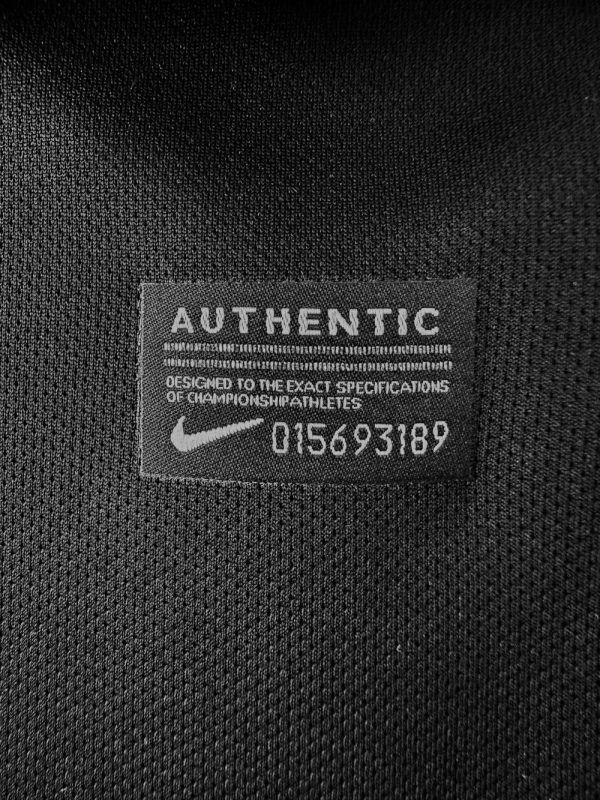 AUTHENTIC
DESIGNED TO THE EXACT SPECIFICATIONS
OF CHAMPIONSHIPATHLETES
015693189